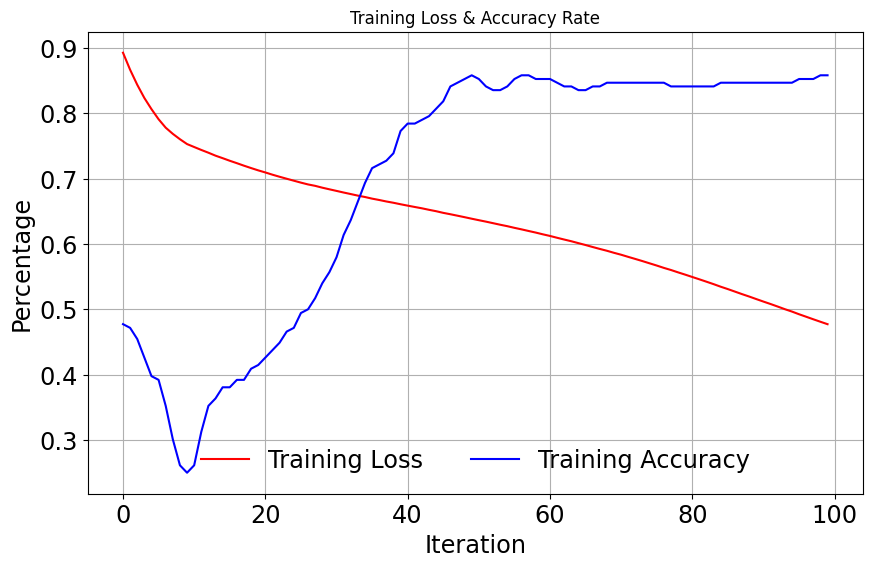 Training Loss & Accuracy Rate
0.9
0.8
0.7
0.6
0.5
0.4
0.3
Percentage
Training Loss
Training Accuracy
0 20 40 60 80 100
Iteration